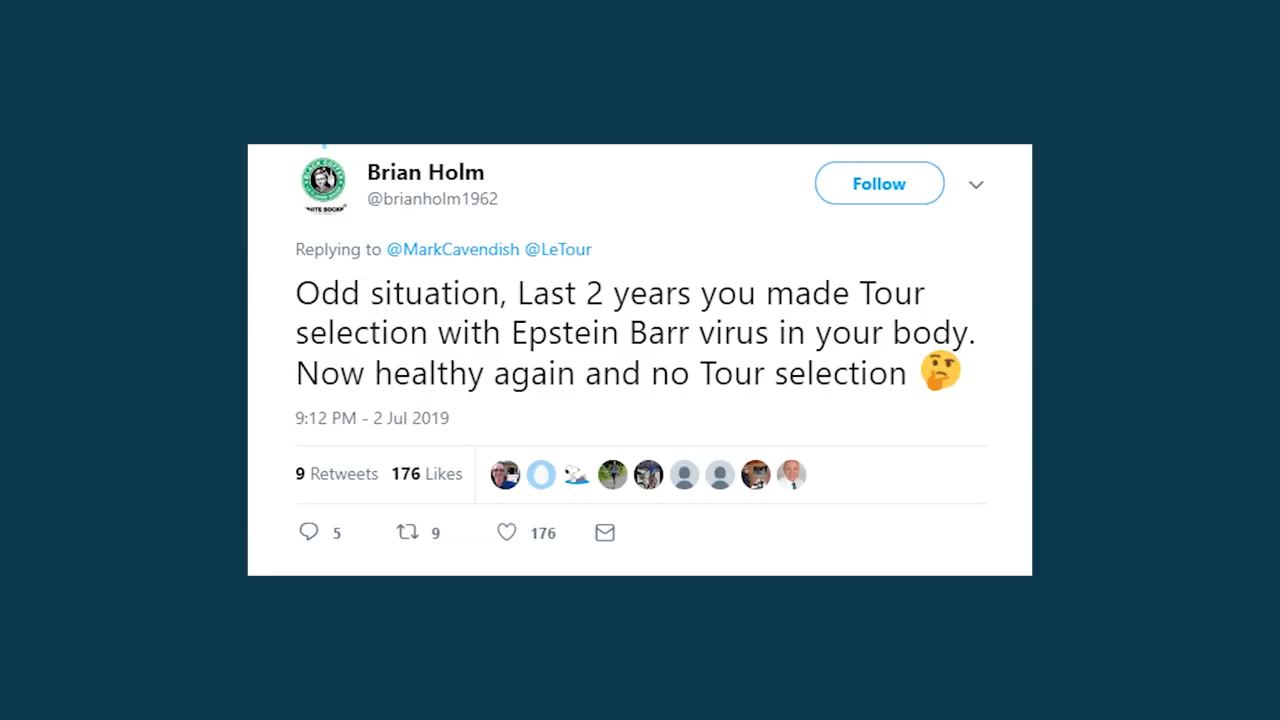 Brian Holm
@brianholm1962
Follow
Replying to @MarkCavendish @LeTour
Odd situation, Last 2 years you made Tour
selection with Epstein Barr virus in your body.
Now healthy again and no Tour selection 🤔
9:12 PM - 2 Jul 2019
9 Retweets 176 Likes
5 9 176